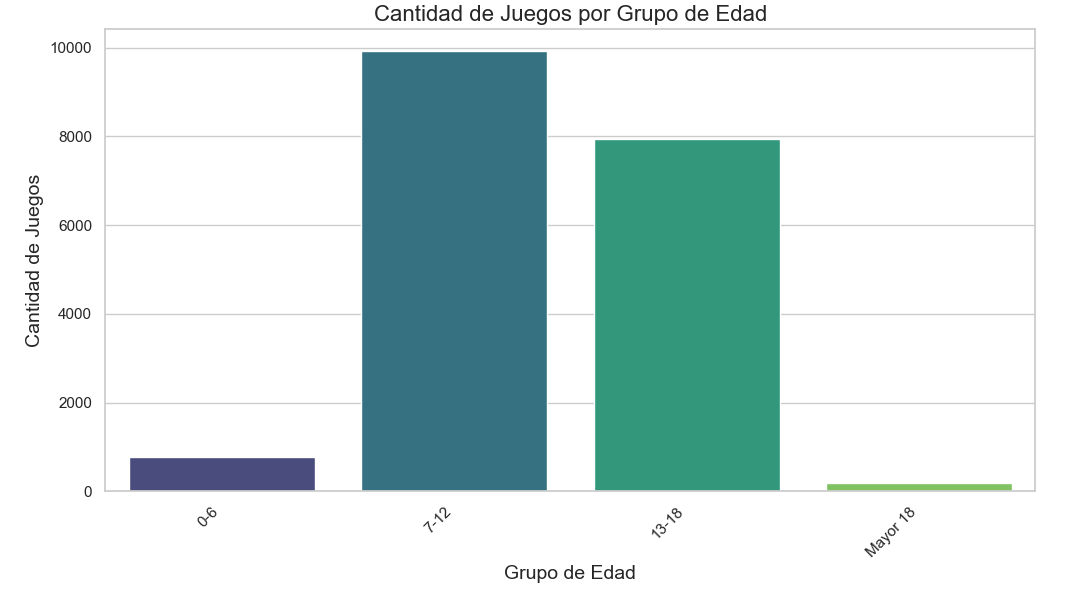 Cantidad de Juegos por Grupo de Edad
Cantidad de Juegos
10000
8000
6000
4000
2000
0
0-6
7-12
13-18
Mayor 18
Grupo de Edad